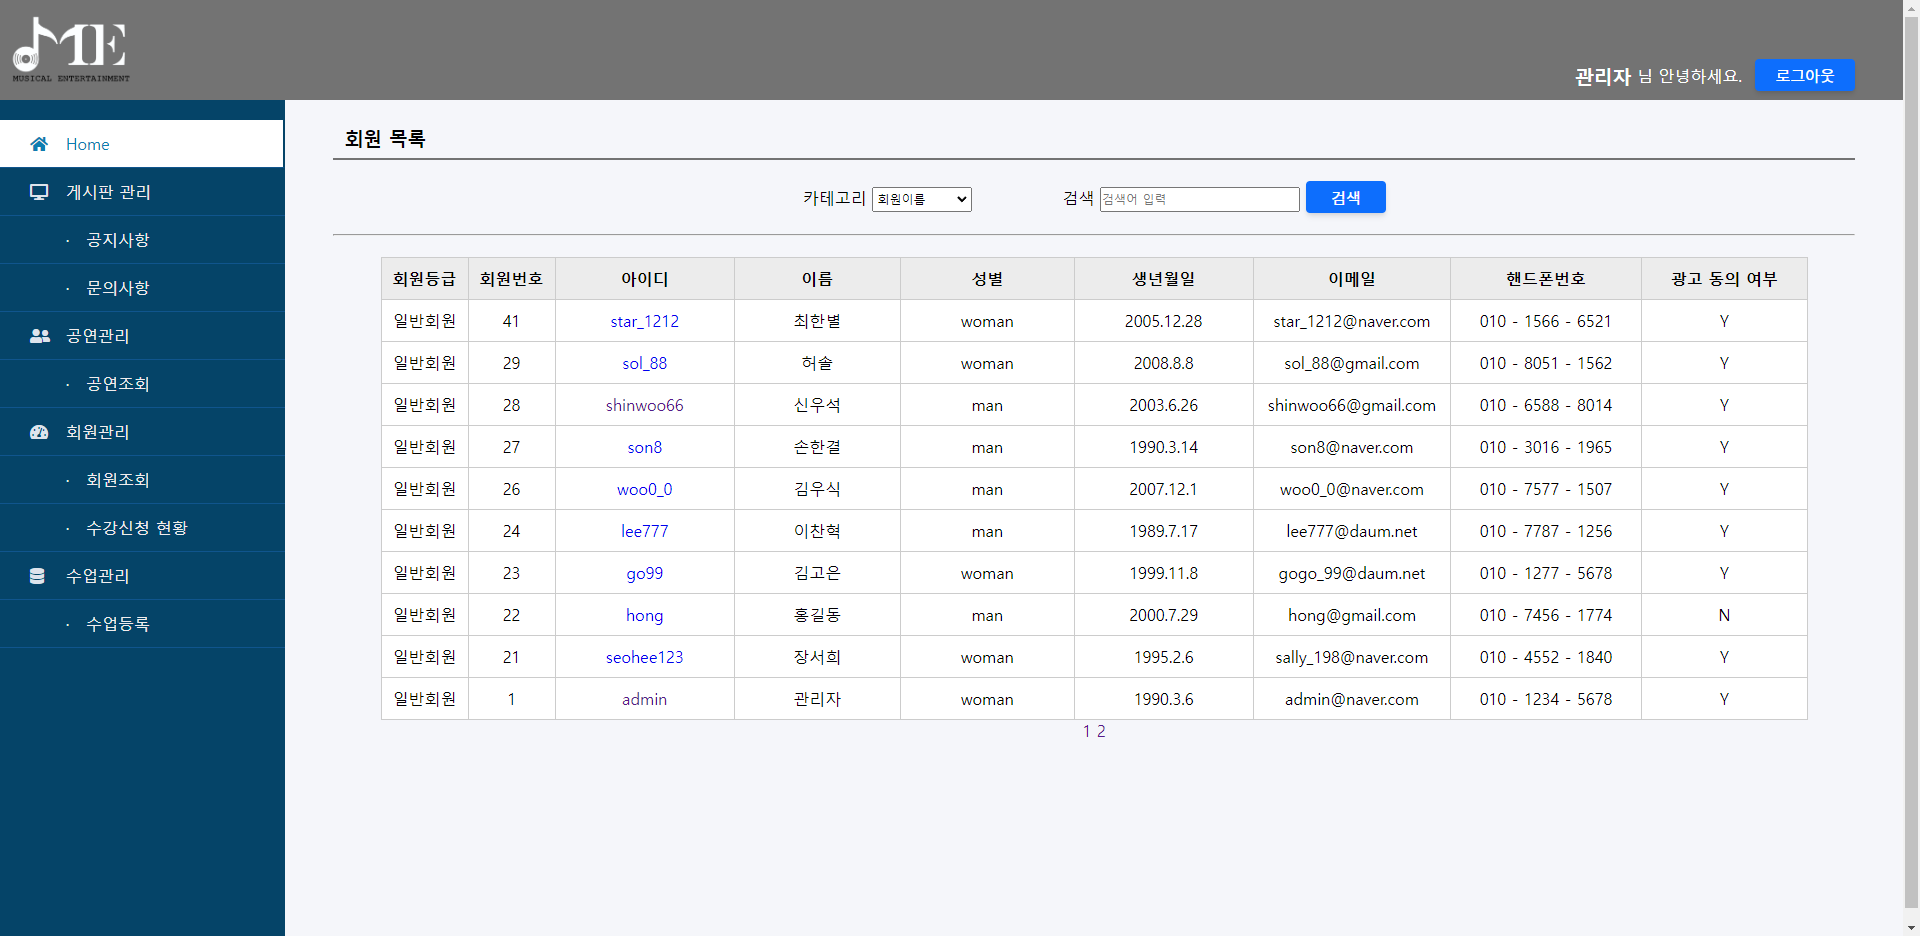 ME
MUSICAL ENTERTAINMENT
관리자 님 안녕하세요. 로그아웃
Home
게시판 관리
· 공지사항
· 문의사항
공연관리
· 공연조회
회원관리
· 회원조회
· 수강신청 현황
수업관리
· 수업등록
회원 목록
카테고리 회원이름 검색 검색어 입력 검색
회원등급 회원번호 아이디 이름 성별 생년월일 이메일 핸드폰번호 광고 동의 여부
일반회원 41 star_1212 최한별 woman 2005.12.28 star_1212@naver.com 010 - 1566 - 6521 Y
일반회원 29 sol_88 허솔 woman 2008.8.8 sol_88@gmail.com 010 - 8051 - 1562 Y
일반회원 28 shinwoo66 신우석 man 2003.6.26 shinwoo66@gmail.com 010 - 6588 - 8014 Y
일반회원 27 son8 손한결 man 1990.3.14 son8@naver.com 010 - 3016 - 1965 Y
일반회원 26 woo0_0 김우식 man 2007.12.1 woo0_0@naver.com 010 - 7577 - 1507 Y
일반회원 24 lee777 이찬혁 man 1989.7.17 lee777@daum.net 010 - 7787 - 1256 Y
일반회원 23 go99 김고은 woman 1999.11.8 gogo_99@daum.net 010 - 1277 - 5678 Y
일반회원 22 hong 홍길동 man 2000.7.29 hong@gmail.com 010 - 7456 - 1774 N
일반회원 21 seohee123 장서희 woman 1995.2.6 sally_198@naver.com 010 - 4552 - 1840 Y
일반회원 1 admin 관리자 woman 1990.3.6 admin@naver.com 010 - 1234 - 5678 Y
1 2